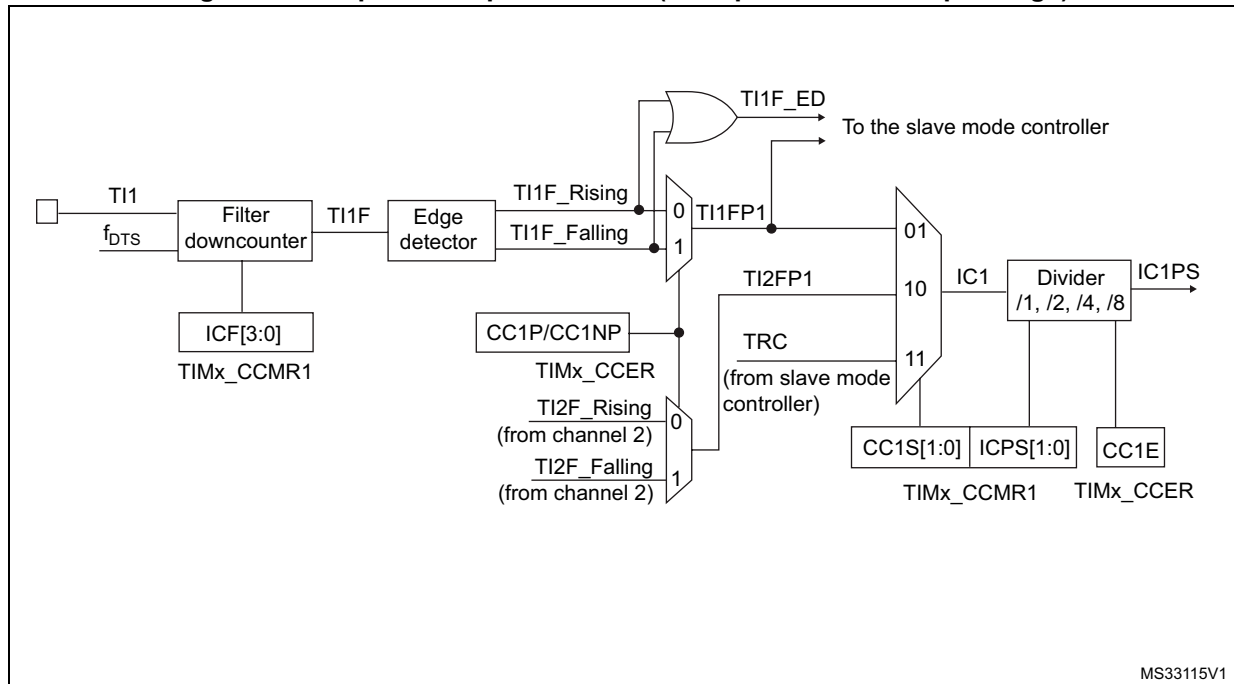 TI1F_ED
To the slave mode controller
TI1
f_DTS
Filter
downcounter
TI1F
Edge
detector
TI1F_Rising
TI1F_Falling
0
1
TI1FP1
01
TI2FP1
10
IC1
Divider
/1, /2, /4, /8
IC1PS
ICF[3:0]
TIMx_CCMR1
CC1P/CC1NP
TIMx_CCER
TRC
11
(from slave mode
controller)
TI2F_Rising
0
(from channel 2)
TI2F_Falling
1
(from channel 2)
CC1S[1:0]
ICPS[1:0]
CC1E
TIMx_CCMR1
TIMx_CCER
MS33115V1